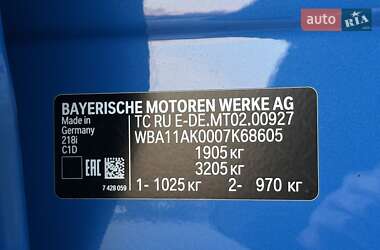 auto RIA
BAYERISCHE MOTOREN WERKE AG
Made in
Germany
218i
C1D
EAC
7 428 059
TC RU E-DE.MT02.00927
WBA11AK0007K68605
1905 кг
3205 кг
1- 1025 кг 2- 970 кг